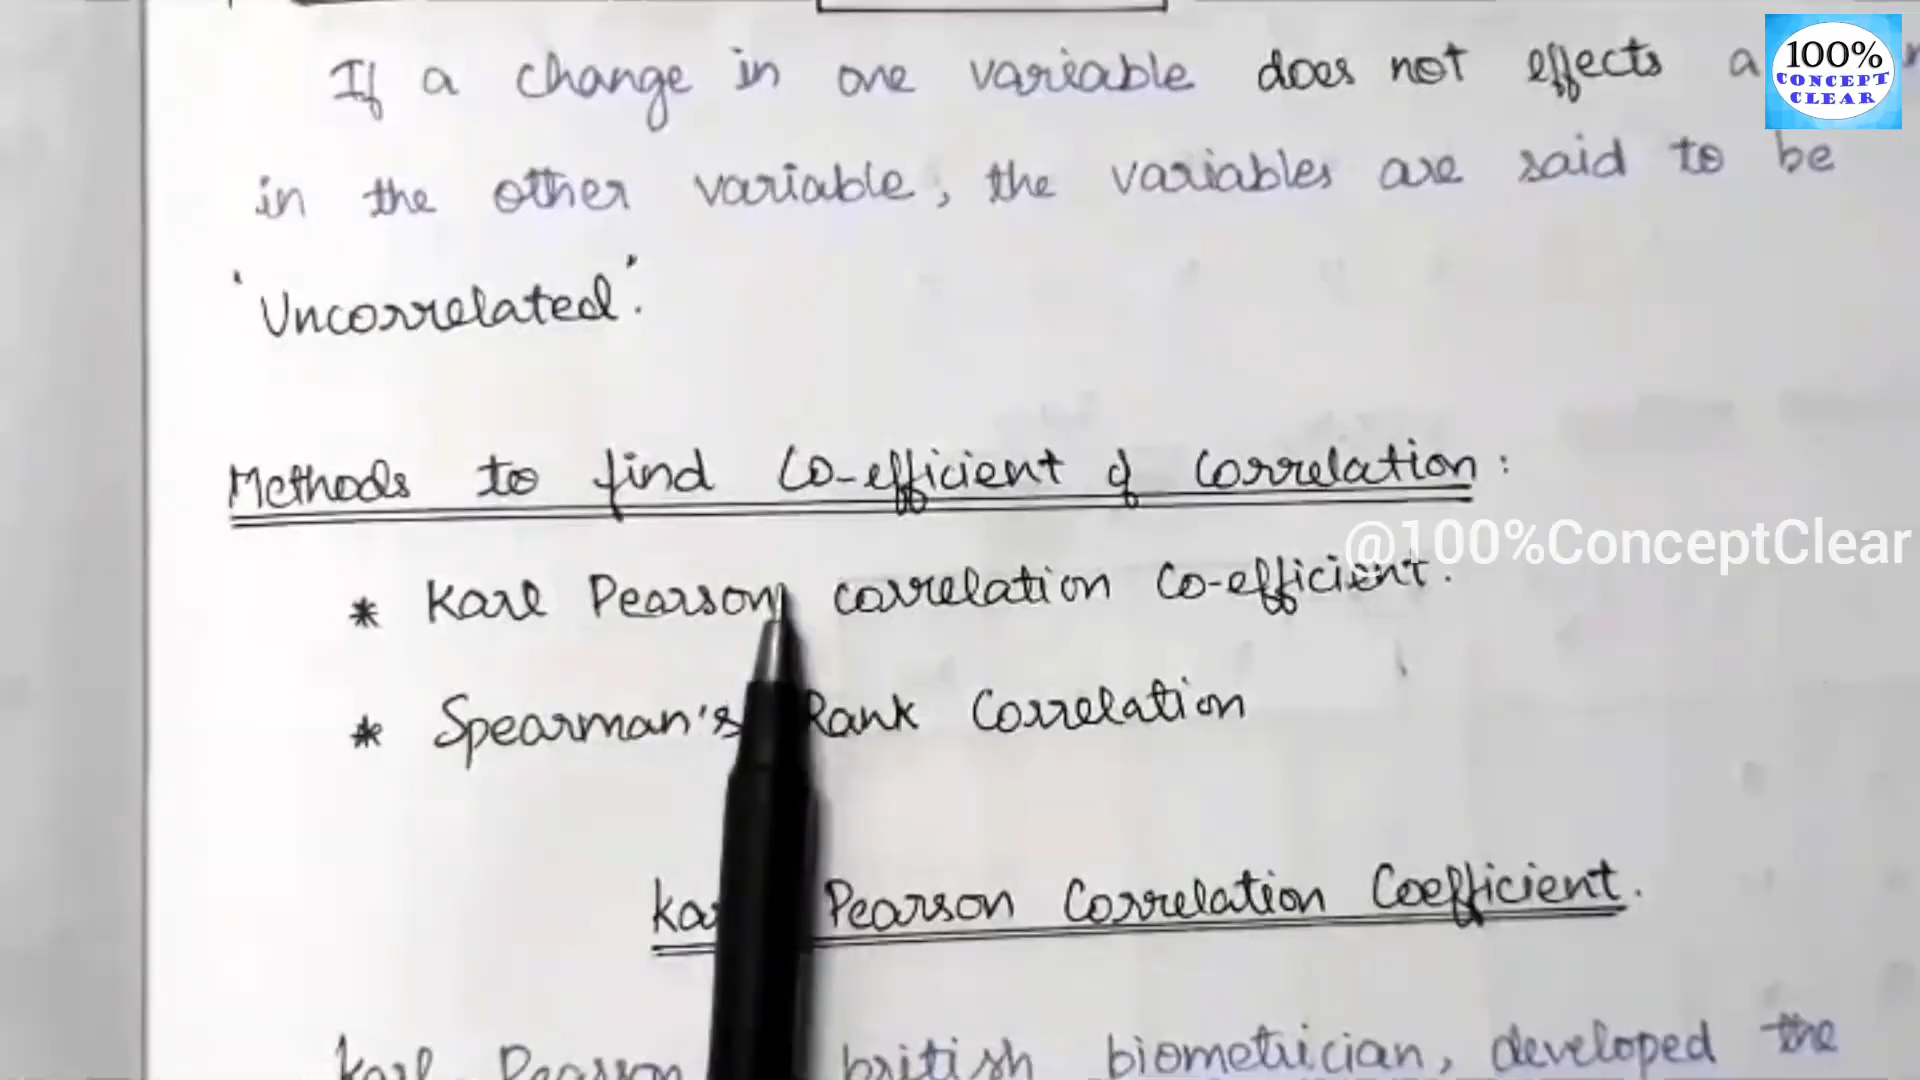 If a change in one variable does not effects a
100%
CONCEPT
CLEAR
in the other variable, the variables are said to be
'Uncorrelated'.
Methods to find Co-efficient of Correlation:
@100%ConceptClear
* Karl Pearson correlation Co-efficient.
* Spearman's Rank Correlation
Pearson Correlation Coefficient.
Karl Pearson british biometrician, developed the